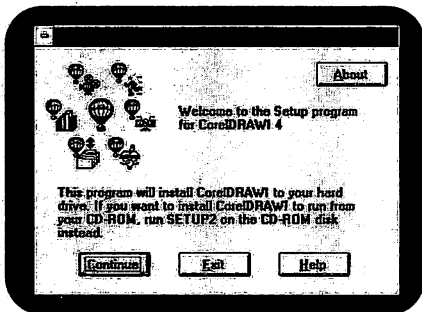 About
Welcome to the Setup program
for CorelDRAW! 4
This program will install CorelDRAW! to your hard
drive. If you want to install CorelDRAW! to run from
your CD-ROM, run SETUP2 on the CD-ROM disk
instead.
Continue
Exit
Help